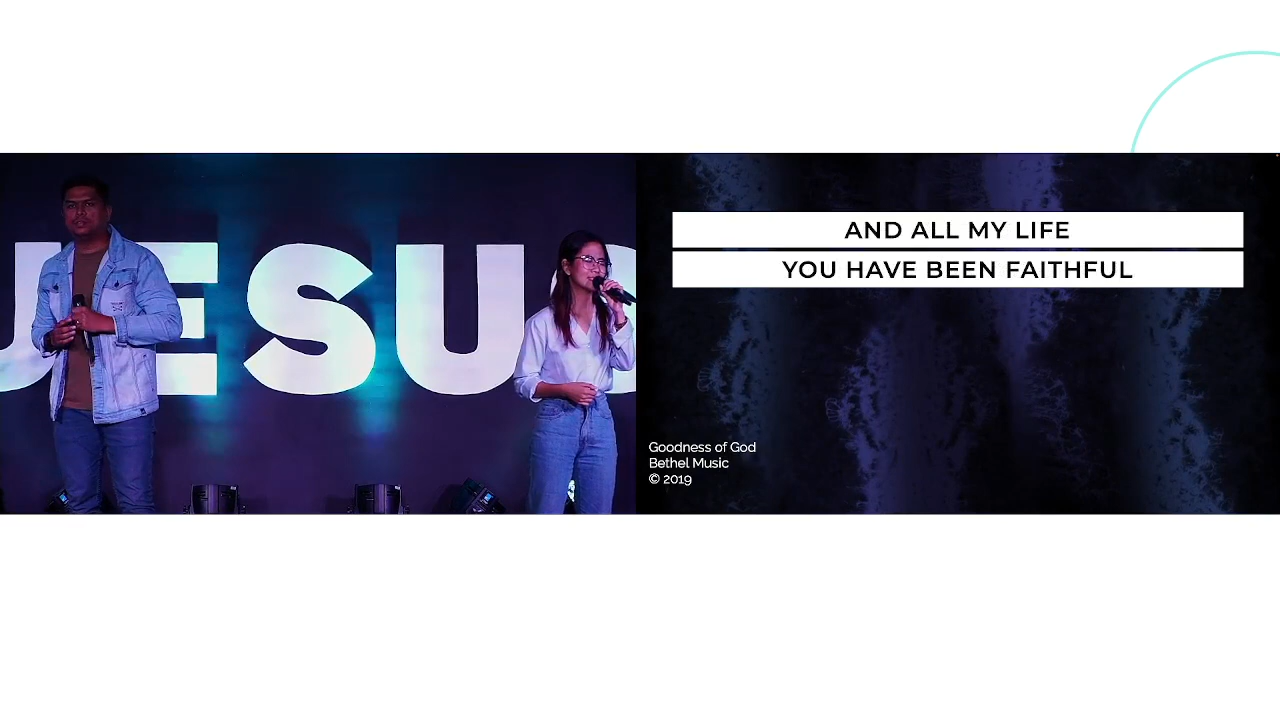 JESUS
AND ALL MY LIFE
YOU HAVE BEEN FAITHFUL
Goodness of God
Bethel Music
© 2019